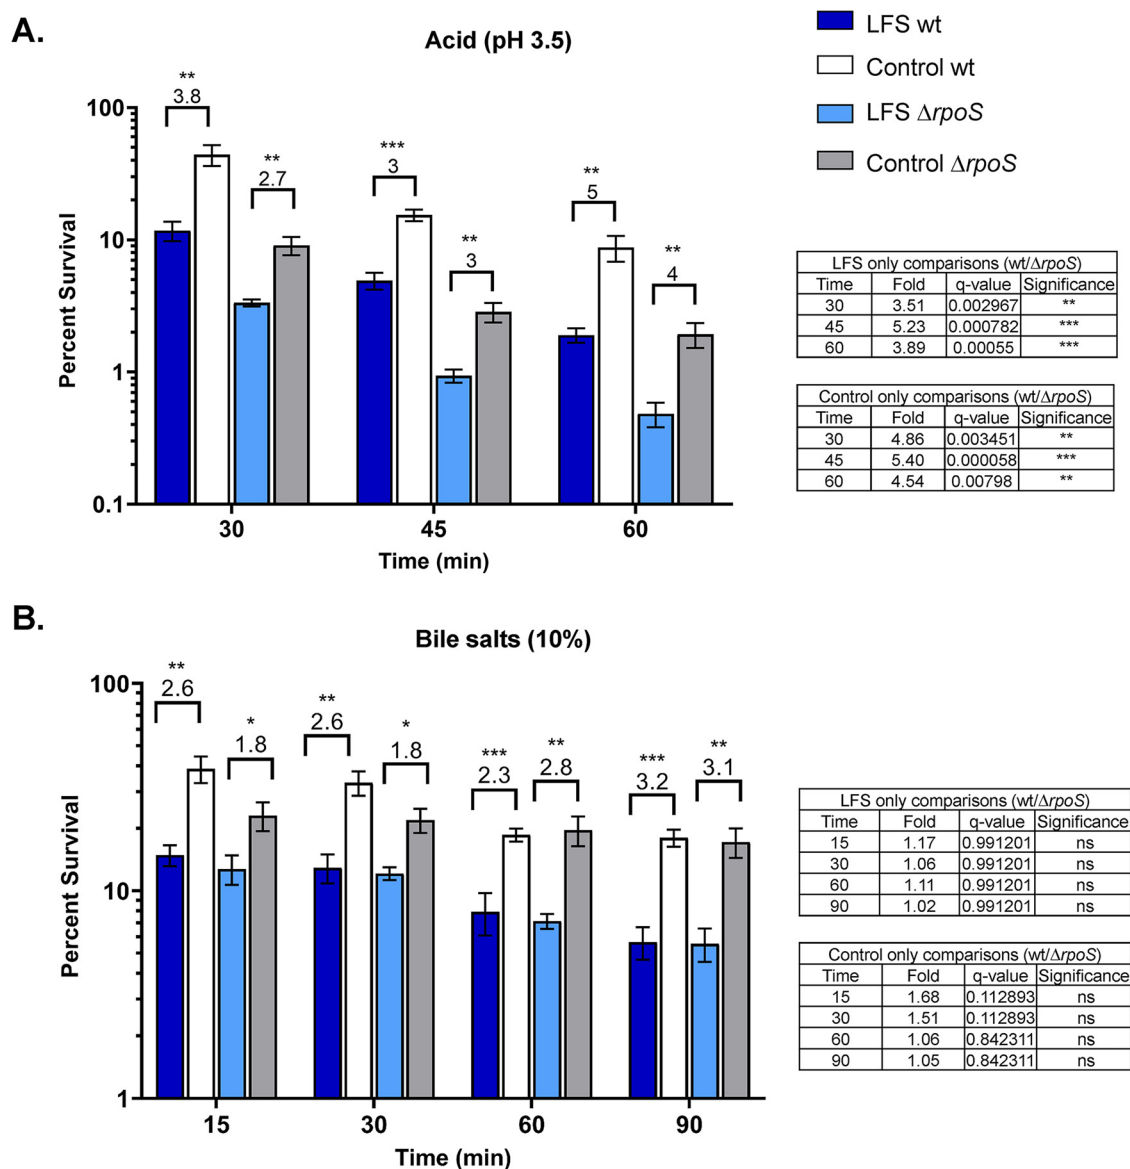 A.
Acid (pH 3.5)
LFS wt
Control wt
LFS ΔrpoS
Control ΔrpoS
Percent Survival
100
10
1
0.1
**
3.8
**
2.7
***
3
**
3
**
5
**
4
30 45 60
Time (min)
LFS only comparisons (wt/ΔrpoS)
Time Fold q-value Significance
30 3.51 0.002967 **
45 5.23 0.000782 ***
60 3.89 0.00055 ***
Control only comparisons (wt/ΔrpoS)
Time Fold q-value Significance
30 4.86 0.003451 **
45 5.40 0.000058 ***
60 4.54 0.00798 **
B.
Bile salts (10%)
Percent Survival
100
10
1
**
2.6
*
1.8
**
2.6
*
1.8
***
2.3
**
2.8
***
3.2
**
3.1
15 30 60 90
Time (min)
LFS only comparisons (wt/ΔrpoS)
Time Fold q-value Significance
15 1.17 0.991201 ns
30 1.06 0.991201 ns
60 1.11 0.991201 ns
90 1.02 0.991201 ns
Control only comparisons (wt/ΔrpoS)
Time Fold q-value Significance
15 1.68 0.112893 ns
30 1.51 0.112893 ns
60 1.06 0.842311 ns
90 1.05 0.842311 ns